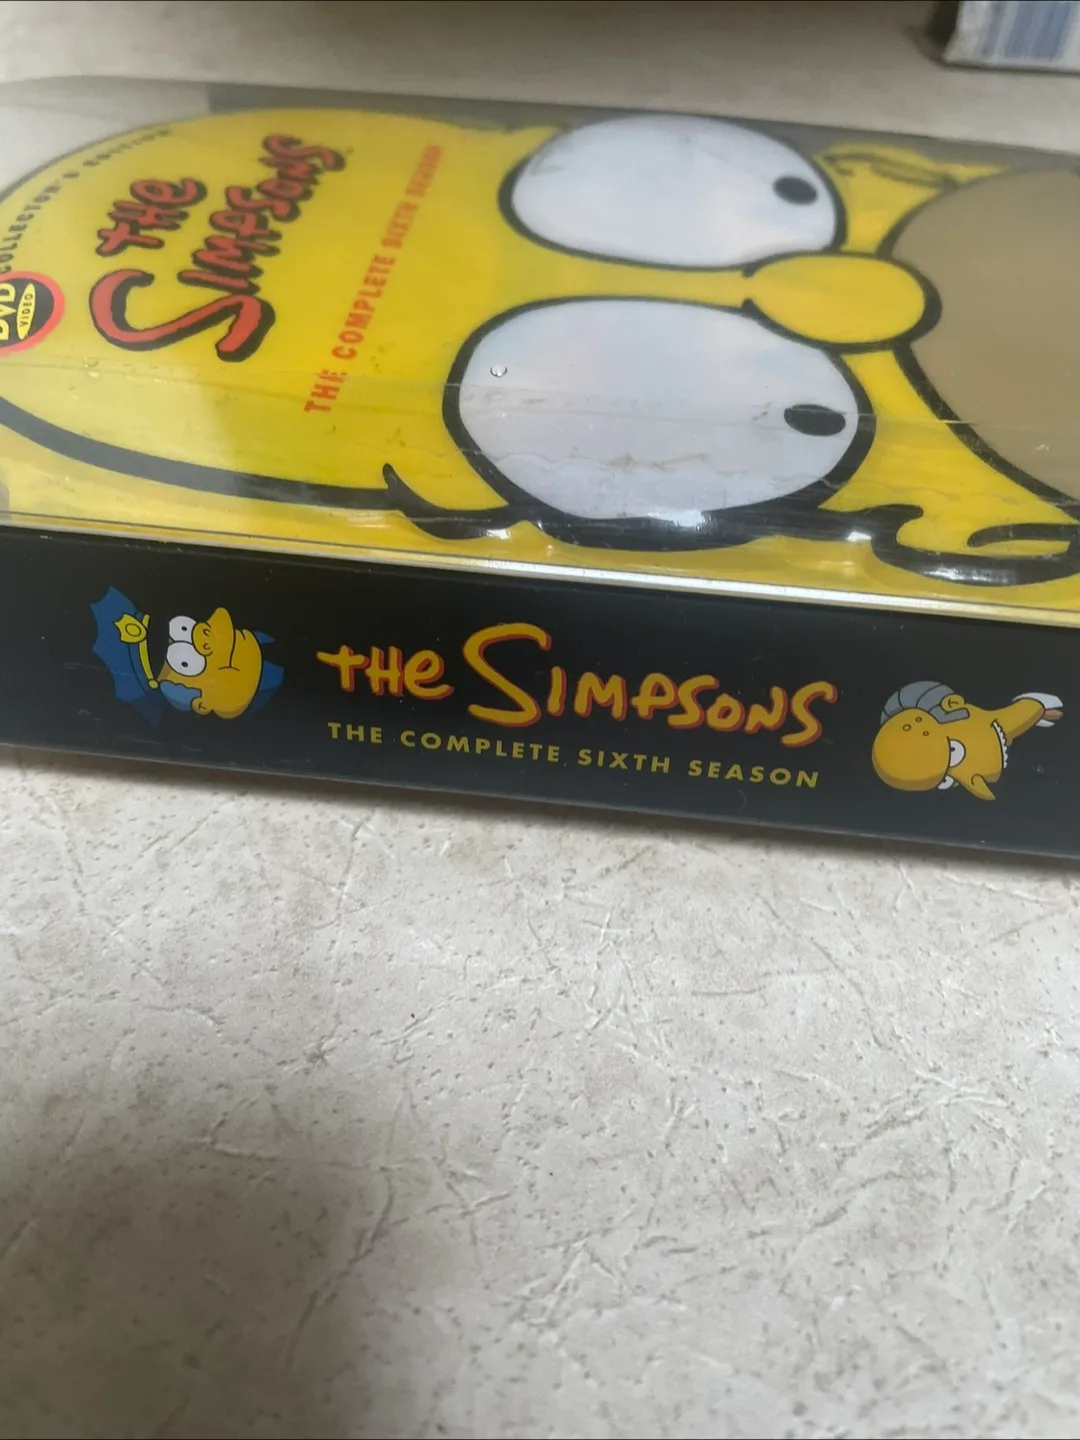 COLLECTOR'S EDITION
DVD
VIDEO
THE
SIMPSONS
THE COMPLETE SIXTH SEASON
THE SIMPSONS
THE COMPLETE SIXTH SEASON